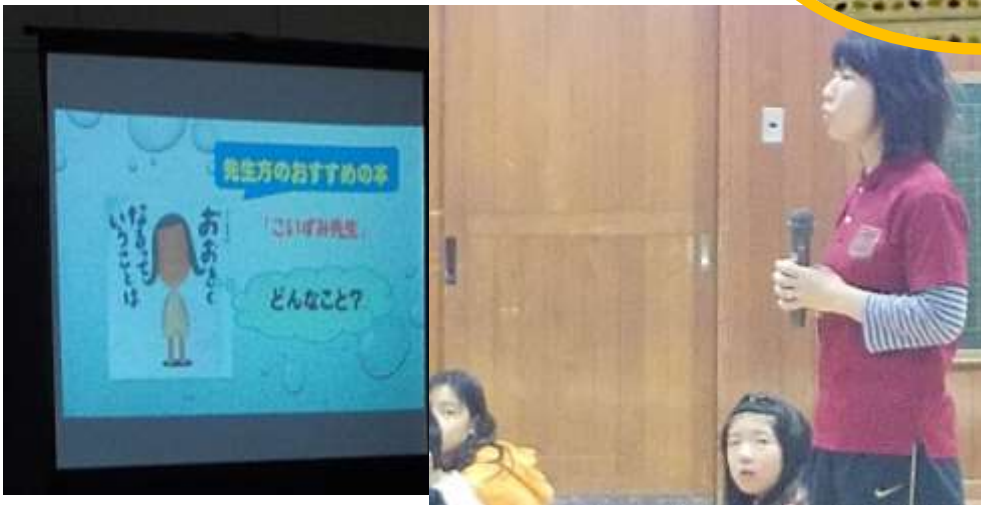 先生方のおすすめの本
「こいずみ先生」
おおきく
なるって
いうことは
どんなこと？